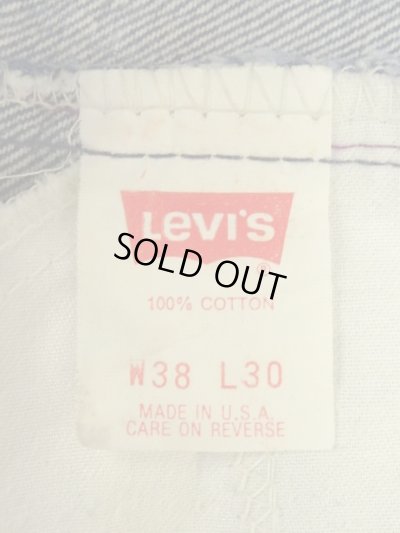 Levi's
®
SOLD OUT
100% COTTON
W38 L30
MADE IN U.S.A.
CARE ON REVERSE